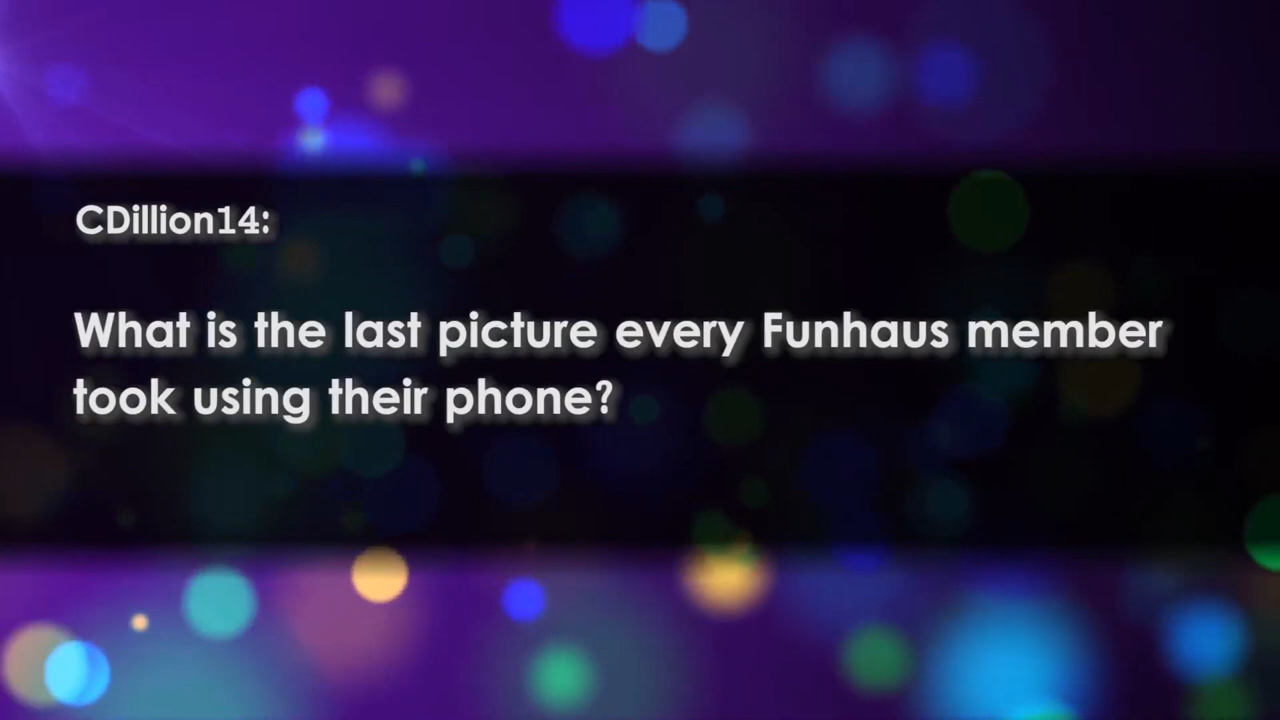 CDillion14:
What is the last picture every Funhaus member
took using their phone?